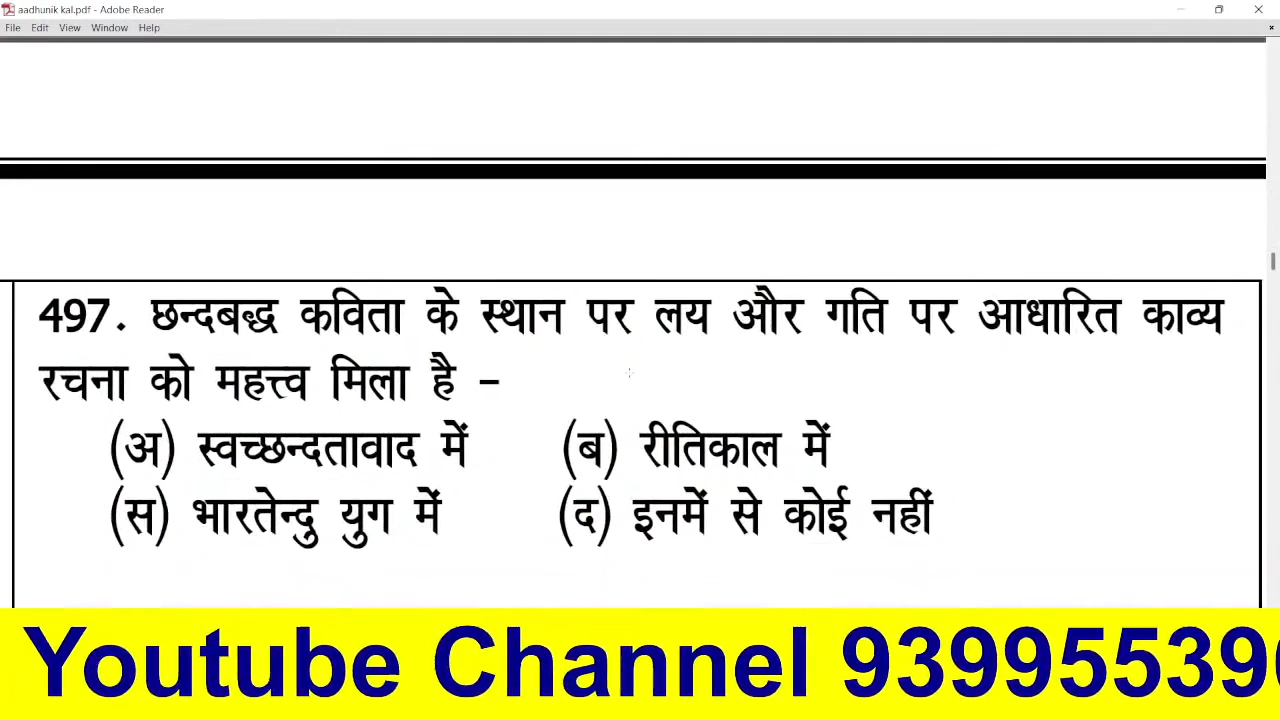 aadhunik kal.pdf - Adobe Reader
File Edit View Window Help
497. छन्दबद्ध कविता के स्थान पर लय और गति पर आधारित काव्य
रचना को महत्त्व मिला है -
(अ) स्वच्छन्दतावाद में (ब) रीतिकाल में
(स) भारतेन्दु युग में (द) इनमें से कोई नहीं
Youtube Channel 939955390